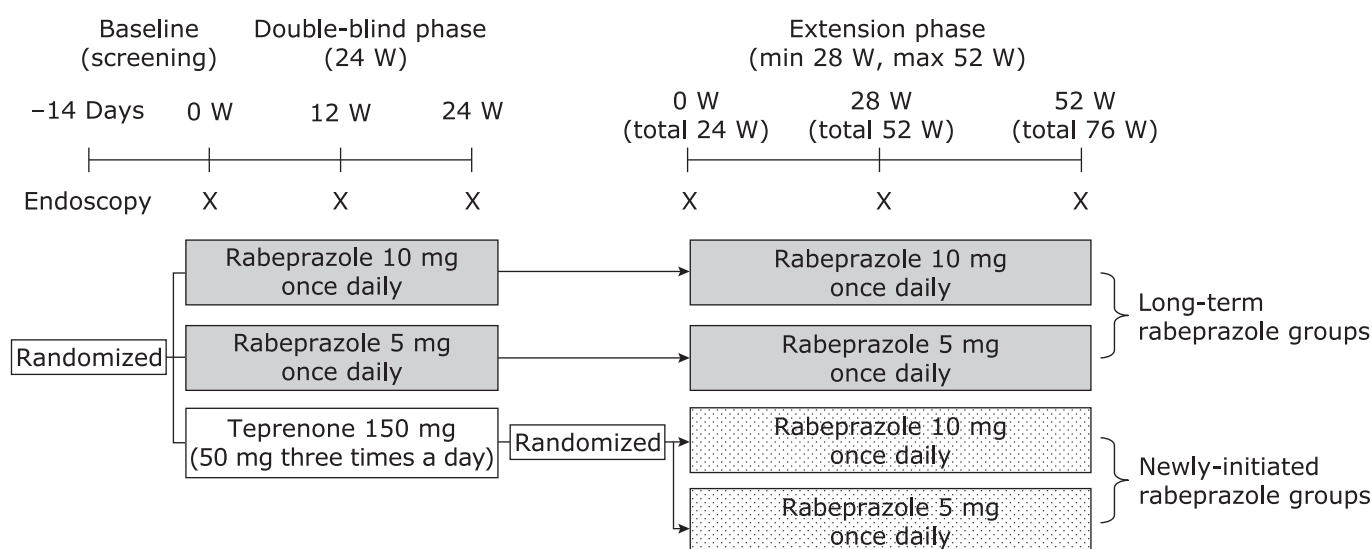 Baseline
(screening)
Double-blind phase
(24 W)
Extension phase
(min 28 W, max 52 W)
–14 Days
0 W
12 W
24 W
0 W
(total 24 W)
28 W
(total 52 W)
52 W
(total 76 W)
Endoscopy X X X X X X
Randomized
Rabeprazole 10 mg
once daily
Rabeprazole 10 mg
once daily
Rabeprazole 5 mg
once daily
Rabeprazole 5 mg
once daily
Long-term
rabeprazole groups
Teprenone 150 mg
(50 mg three times a day)
Randomized
Rabeprazole 10 mg
once daily
Rabeprazole 5 mg
once daily
Newly-initiated
rabeprazole groups